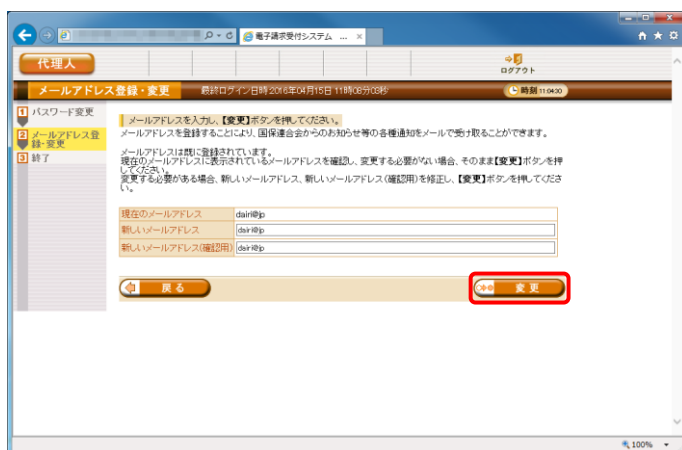 電子請求受付システム ...
代理人
ログアウト
メールアドレス登録・変更
最終ログイン日時 2016年04月15日 11時08分03秒
時刻 11:04:30
1 パスワード変更
2 メールアドレス登録・変更
3 終了
メールアドレスを入力し、【変更】ボタンを押してください。
メールアドレスを登録することにより、国保連合会からのお知らせ等の各種通知をメールで受け取ることができます。
メールアドレスは既に登録されています。
現在のメールアドレスに表示されているメールアドレスを確認し、変更する必要がない場合、そのまま【変更】ボタンを押
してください。
変更する必要がある場合、新しいメールアドレス、新しいメールアドレス(確認用)を修正し、【変更】ボタンを押してくださ
い。
現在のメールアドレス dairi@jp
新しいメールアドレス dairi@jp
新しいメールアドレス(確認用) dairi@jp
戻る
変更
100%